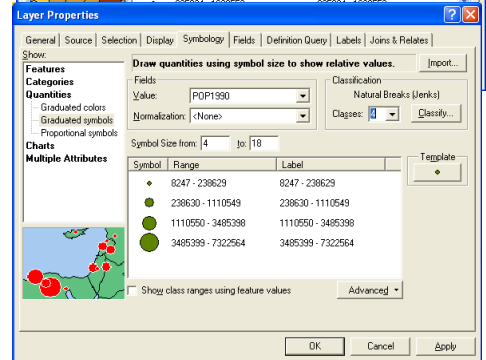 Layer Properties
General Source Selection Display Symbology Fields Definition Query Labels Joins & Relates
Show:
Features
Categories
Quantities
Graduated colors
Graduated symbols
Proportional symbols
Charts
Multiple Attributes
Draw quantities using symbol size to show relative values.
Import...
Fields
Value: POP1990
Normalization: <None>
Classification
Natural Breaks (Jenks)
Classes: 4 Classify...
Symbol Size from: 4 to: 18
Template
Symbol Range Label
8247 - 238629 8247 - 238629
238630 - 1110549 238630 - 1110549
1110550 - 3485398 1110550 - 3485398
3485399 - 7322564 3485399 - 7322564
Show class ranges using feature values
Advanced
OK Cancel Apply